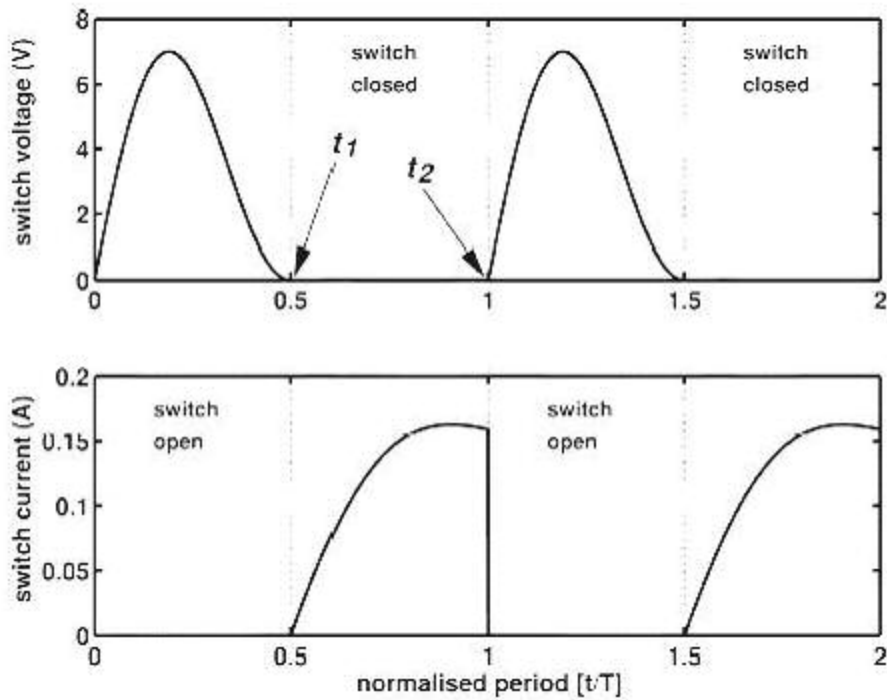 switch voltage (V)
8
6
4
2
0
switch
closed
switch
closed
t1
t2
0
0.5
1
1.5
2
switch current (A)
0.2
0.15
0.1
0.05
0
switch
open
switch
open
0
0.5
1
1.5
2
normalised period [t/T]